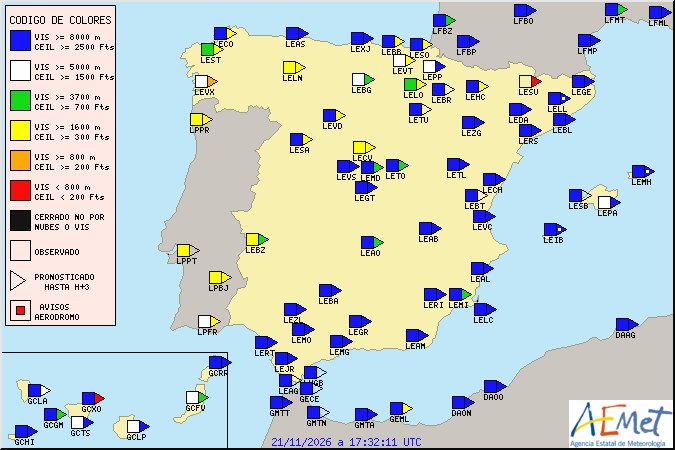 CODIGO DE COLORES
VIS >= 8000 m
CEIL >= 2500 Fts
VIS >= 5000 m
CEIL >= 1500 Fts
VIS >= 3700 m
CEIL >= 700 Fts
VIS >= 1600 m
CEIL >= 300 Fts
VIS >= 800 m
CEIL >= 200 Fts
VIS < 800 m
CEIL < 200 Fts
CERRADO NO POR
NUBES O VIS
OBSERVADO
PRONOSTICADO
HASTA H+3
AVISOS
AERODROMO
LFBO
LFMT
LFML
LFBZ
LECO
LEAS
LEXJ
LEBB
LESO
LFBP
LFMP
LEST
LEVT
LEPP
LELN
LEVX
LEBG
LELO
LEBR
LEHC
LESU
LEGE
LELL
LPPR
LEVD
LETU
LEZG
LEDA
LEBL
LERS
LESA
LECV
LEVS
LEMD
LETO
LETL
LEMH
LEGT
LECH
LEBT
LESB
LEPA
LEVC
LEIB
LEAB
LEBZ
LEAO
LPPT
LPBJ
LEAL
LEBA
LERI
LEMI
LELC
LEZL
LPFR
LEMO
LEGR
DAAG
LERT
LEMG
LEAM
LEJR
GCRR
LEAG
LXGB
GECE
DAOO
GCLA
GCXO
GCFV
GMTT
DAON
GCGM
GCTS
GCLP
GMTN
GMTA
GEML
GCHI
21/11/2026 a 17:32:11 UTC
AEMet
Agencia Estatal de Meteorología